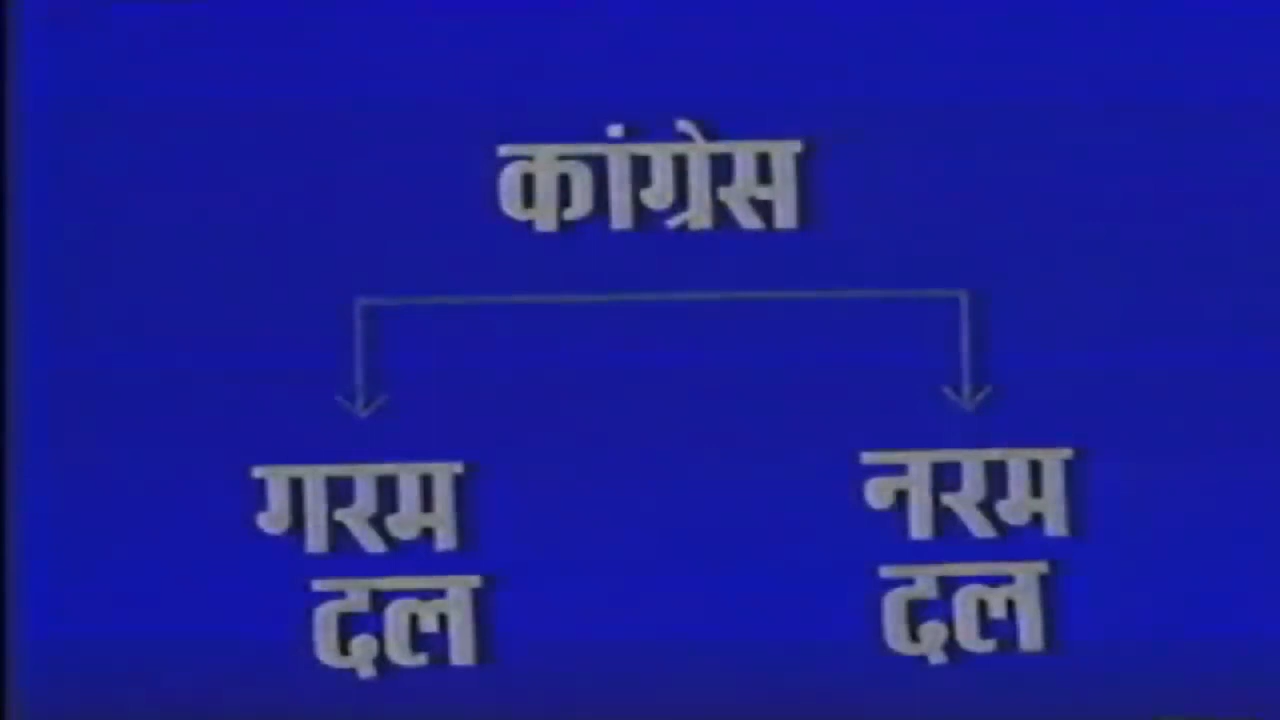 कांग्रेस
गरम
दल
नरम
दल